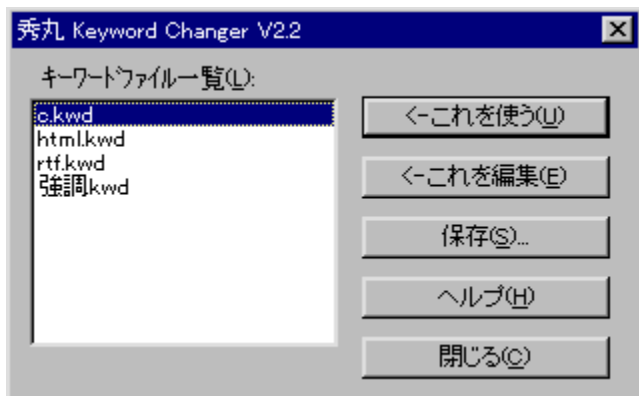 秀丸 Keyword Changer V2.2
キーワードファイル一覧(L):
c.kwd
html.kwd
rtf.kwd
強調.kwd
<-これを使う(U)
<-これを編集(E)
保存(S)...
ヘルプ(H)
閉じる(C)